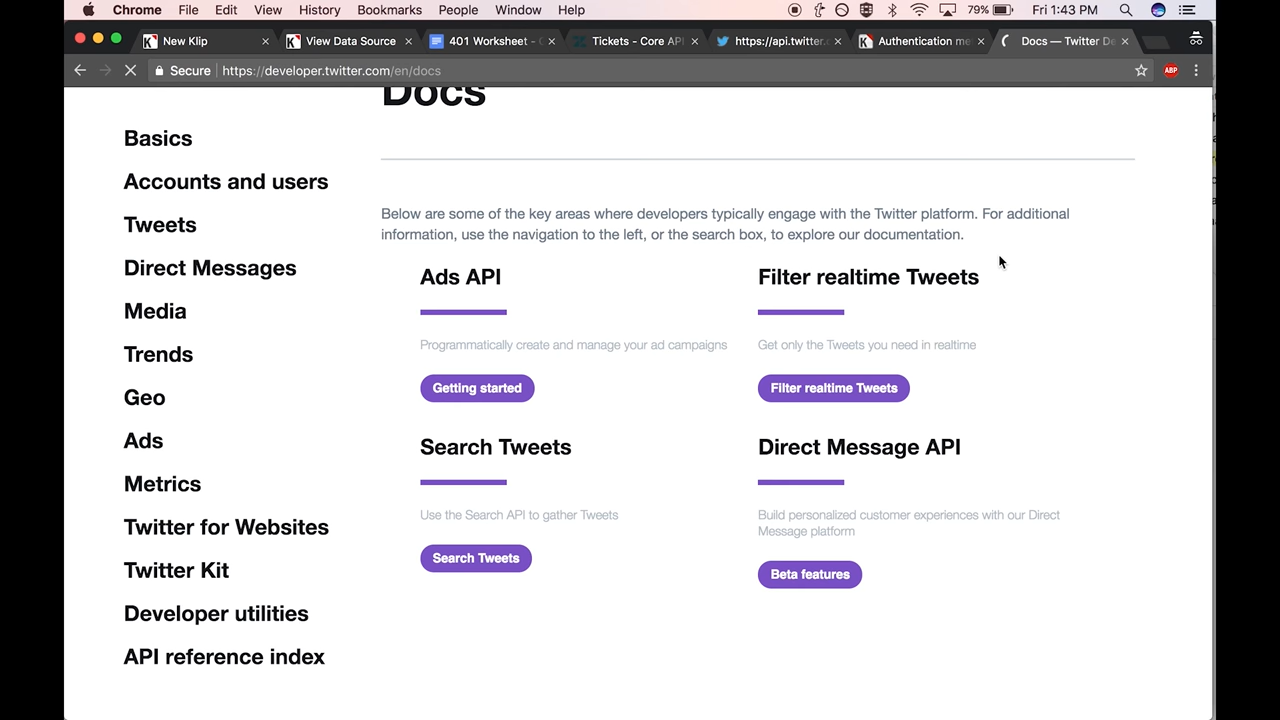 Chrome File Edit View History Bookmarks People Window Help 79% Fri 1:43 PM
New Klip View Data Source 401 Worksheet - Tickets - Core API https://api.twitter.c Authentication me Docs — Twitter De
Secure https://developer.twitter.com/en/docs ABP
Docs
Basics
Accounts and users
Tweets
Direct Messages
Media
Trends
Geo
Ads
Metrics
Twitter for Websites
Twitter Kit
Developer utilities
API reference index
Below are some of the key areas where developers typically engage with the Twitter platform. For additional
information, use the navigation to the left, or the search box, to explore our documentation.
Ads API
Programmatically create and manage your ad campaigns
Getting started
Filter realtime Tweets
Get only the Tweets you need in realtime
Filter realtime Tweets
Search Tweets
Use the Search API to gather Tweets
Search Tweets
Direct Message API
Build personalized customer experiences with our Direct
Message platform
Beta features